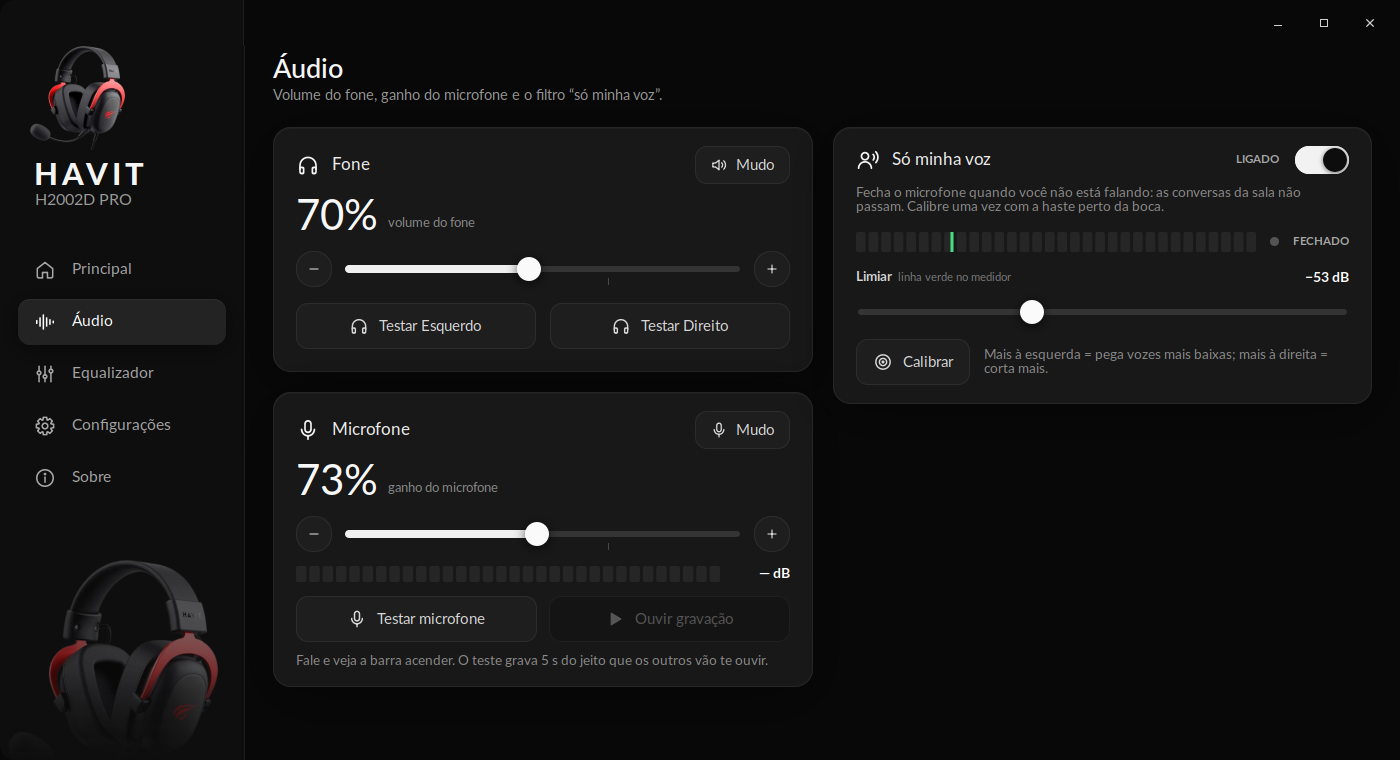 HAVIT
H2002D PRO
Principal
Áudio
Equalizador
Configurações
Sobre
Áudio
Volume do fone, ganho do microfone e o filtro “só minha voz”.
Fone
Mudo
70% volume do fone
− +
Testar Esquerdo
Testar Direito
Microfone
Mudo
73% ganho do microfone
− +
— dB
Testar microfone
Ouvir gravação
Fale e veja a barra acender. O teste grava 5 s do jeito que os outros vão te ouvir.
Só minha voz
LIGADO
Fecha o microfone quando você não está falando: as conversas da sala não
passam. Calibre uma vez com a haste perto da boca.
FECHADO
Limiar linha verde no medidor
−53 dB
Calibrar
Mais à esquerda = pega vozes mais baixas; mais à direita =
corta mais.